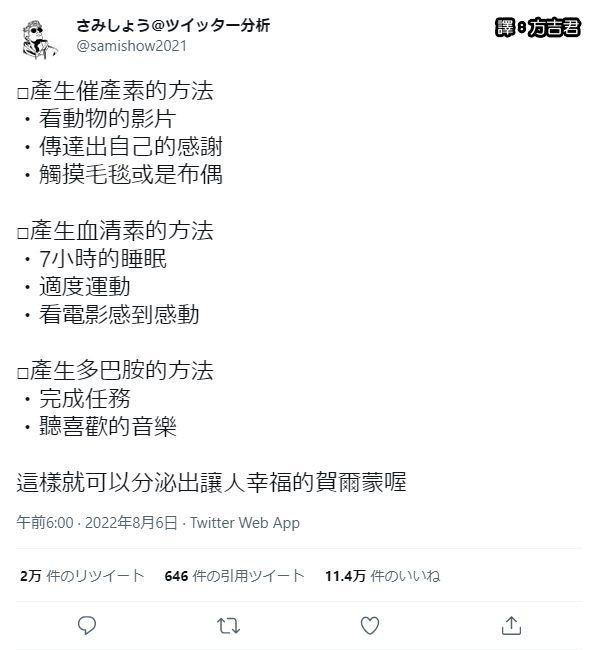 さみしょう@ツイッター分析
@samishow2021
譯8方吉君
□產生催產素的方法
・看動物的影片
・傳達出自己的感謝
・觸摸毛毯或是布偶
□產生血清素的方法
・7小時的睡眠
・適度運動
・看電影感到感動
□產生多巴胺的方法
・完成任務
・聽喜歡的音樂
這樣就可以分泌出讓人幸福的賀爾蒙喔
午前6:00 · 2022年8月6日 · Twitter Web App
2万 件のリツイート 646 件の引用ツイート 11.4万 件のいいね